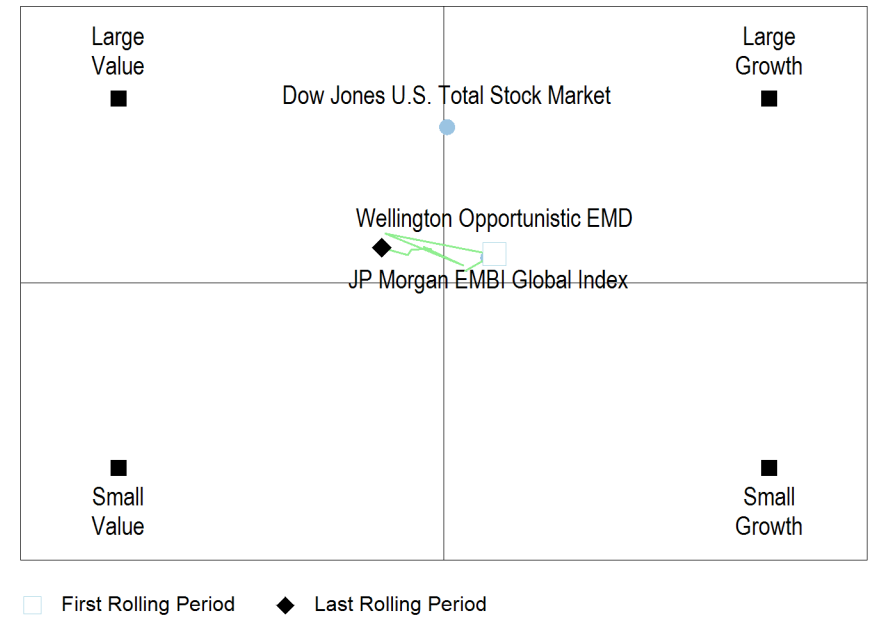 Large
Value
Large
Growth
Dow Jones U.S. Total Stock Market
Wellington Opportunistic EMD
JP Morgan EMBI Global Index
Small
Value
Small
Growth
First Rolling Period
Last Rolling Period